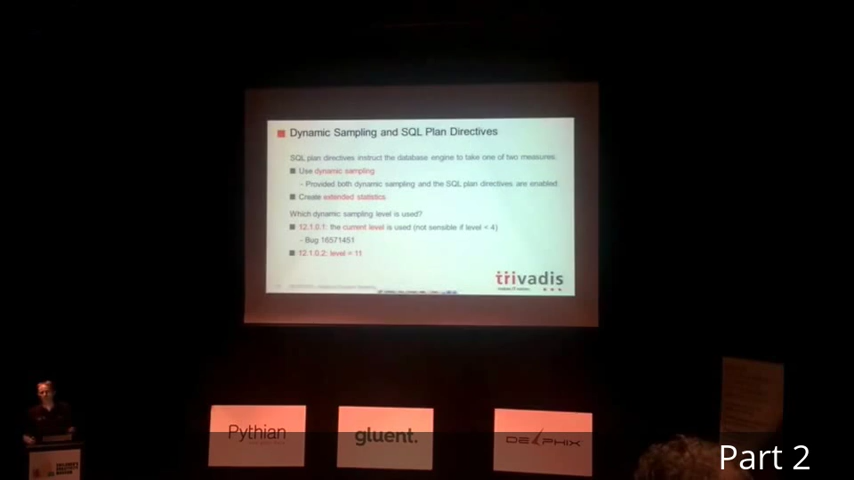 Dynamic Sampling and SQL Plan Directives
SQL plan directives instruct the database engine to take one of two measures.
Use dynamic sampling
– Provided both dynamic sampling and the SQL plan directives are enabled
Create extended statistics
Which dynamic sampling level is used?
12.1.0.1: the current level is used (not sensible if level < 4)
– Bug 16571451
12.1.0.2: level = 11
trivadis
Pythian
gluent.
DELPHIX
Part 2